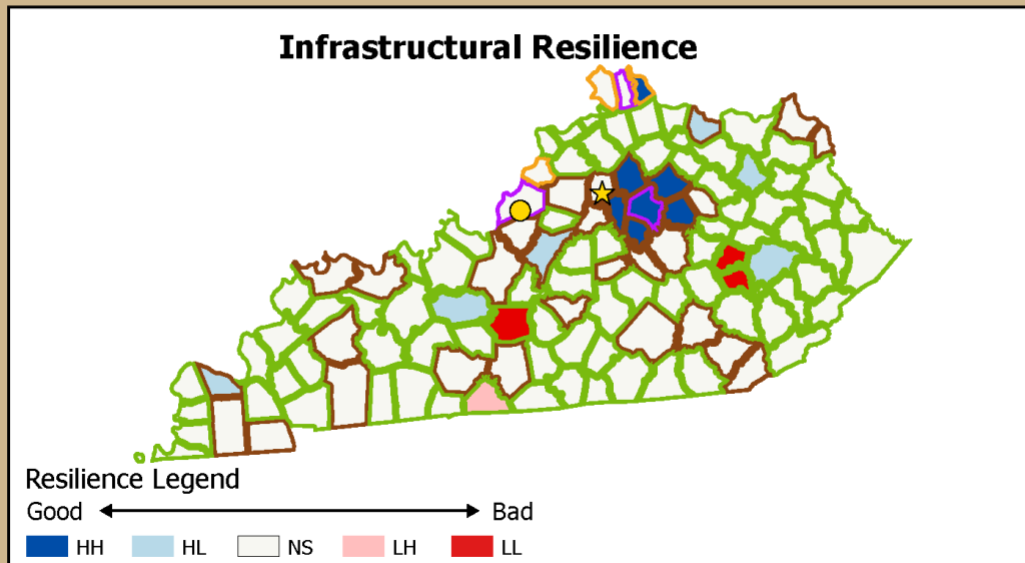 Infrastructural Resilience
Resilience Legend
Good Bad
HH HL NS LH LL